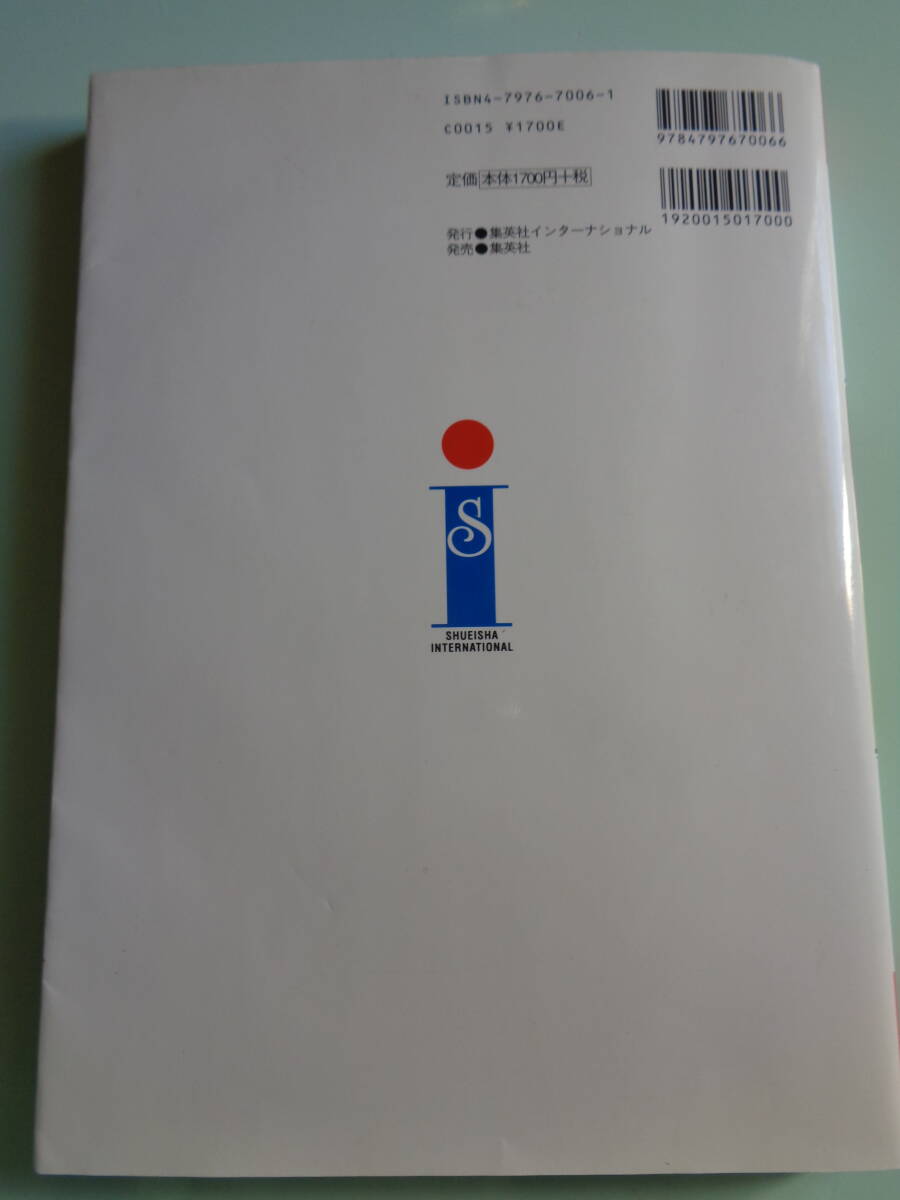 ISBN4-7976-7006-1
C0015 ¥1700E
9784797670066
定価 本体1700円+税
1920015017000
発行●集英社インターナショナル
発売●集英社
S
SHUEISHA
INTERNATIONAL